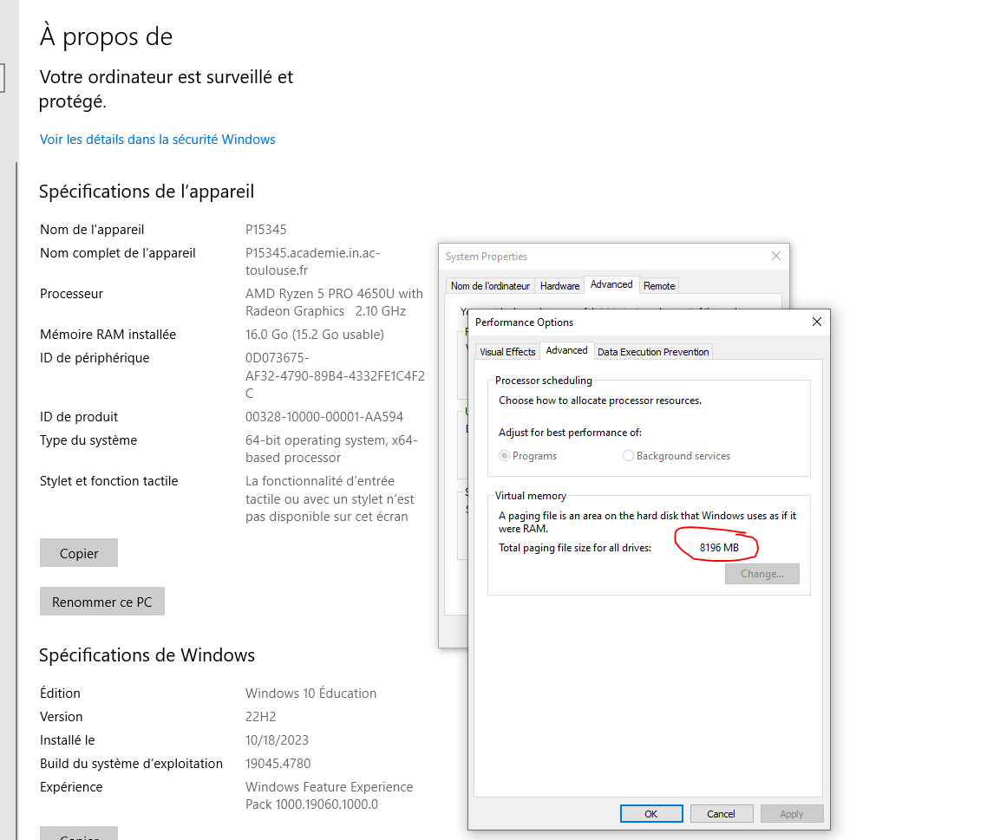 À propos de
Votre ordinateur est surveillé et
protégé.
Voir les détails dans la sécurité Windows
Spécifications de l’appareil
Nom de l'appareil P15345
Nom complet de l’appareil P15345.academie.in.ac-
toulouse.fr
Processeur AMD Ryzen 5 PRO 4650U with
Radeon Graphics 2.10 GHz
Mémoire RAM installée 16.0 Go (15.2 Go usable)
ID de périphérique 0D073675-
AF32-4790-89B4-4332FE1C4F2
C
ID de produit 00328-10000-00001-AA594
Type du système 64-bit operating system, x64-
based processor
Stylet et fonction tactile La fonctionnalité d’entrée
tactile ou avec un stylet n’est
pas disponible sur cet écran
Copier
Renommer ce PC
Spécifications de Windows
Édition Windows 10 Éducation
Version 22H2
Installé le 10/18/2023
Build du système d’exploitation 19045.4780
Expérience Windows Feature Experience
Pack 1000.19060.1000.0
Copier
System Properties
Nom de l'ordinateur Hardware Advanced Remote
Performance Options
Visual Effects Advanced Data Execution Prevention
Processor scheduling
Choose how to allocate processor resources.
Adjust for best performance of:
Programs Background services
Virtual memory
A paging file is an area on the hard disk that Windows uses as if it
were RAM.
Total paging file size for all drives: 8196 MB
Change...
OK Cancel Apply